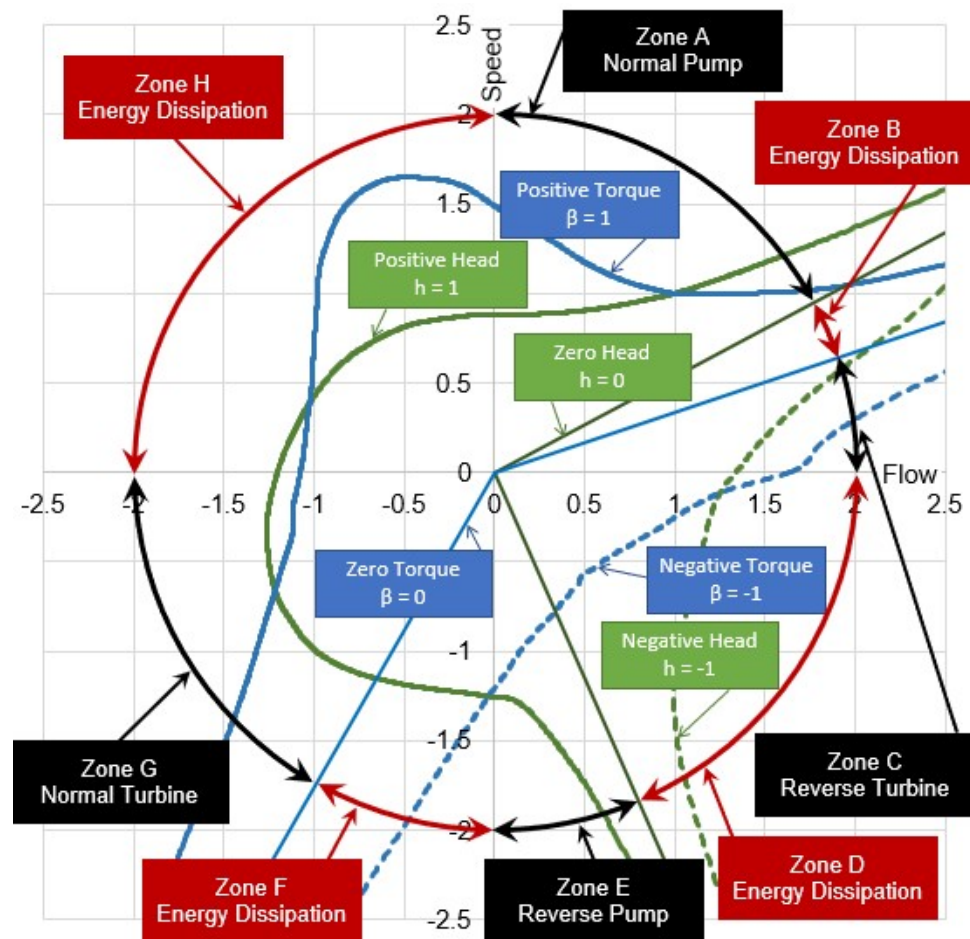 2.5
Speed
Zone A
Normal Pump
Zone H
Energy Dissipation
2
Zone B
Energy Dissipation
Positive Torque
β = 1
1.5
Positive Head
h = 1
1
Zero Head
h = 0
0.5
0
Flow
-2.5
-2
-1.5
-1
-0.5
0
0.5
1
1.5
2
2.5
Zero Torque
β = 0
Negative Torque
β = -1
-1
Negative Head
h = -1
-1.5
Zone G
Normal Turbine
Zone C
Reverse Turbine
-2
Zone F
Energy Dissipation
Zone E
Reverse Pump
Zone D
Energy Dissipation
-2.5